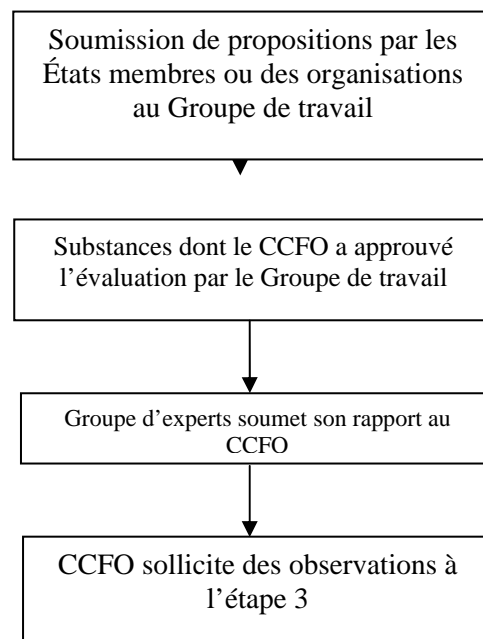 Soumission de propositions par les
États membres ou des organisations
au Groupe de travail
Substances dont le CCFO a approuvé
l’évaluation par le Groupe de travail
Groupe d’experts soumet son rapport au
CCFO
CCFO sollicite des observations à
l’étape 3